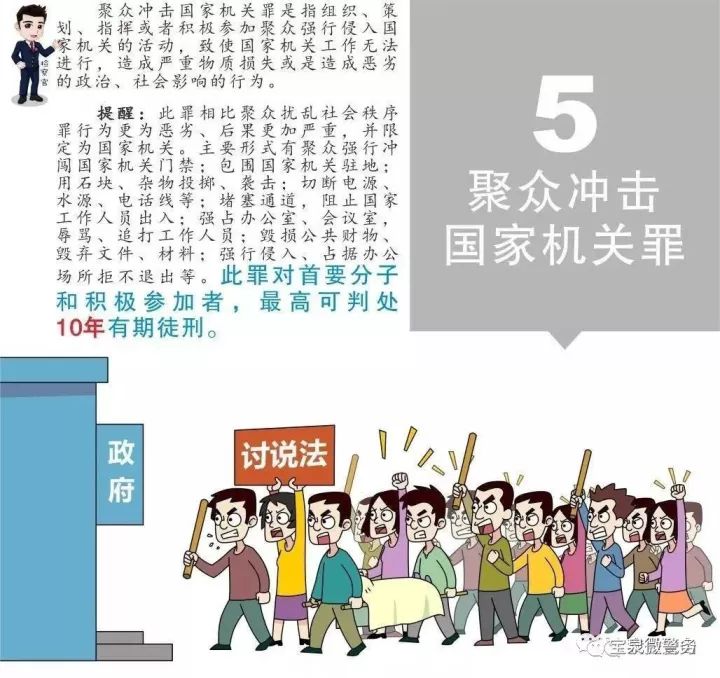 聚众冲击国家机关罪是指组织、策
划、指挥或者积极参加聚众强行侵入国
家机关的活动，致使国家机关工作无法
进行，造成严重物质损失或是造成恶劣
的政治、社会影响的行为。
检察官
提醒：此罪相比聚众扰乱社会秩序
罪行为更为恶劣、后果更加严重，并限
定为国家机关。主要形式有聚众强行冲
闯国家机关门禁；包围国家机关驻地；
用石块、杂物投掷、袭击；切断电源、
水源、电话线等；堵塞通道，阻止国家
工作人员出入；强占办公室、会议室，
辱骂、追打工作人员；毁损公共财物、
毁弃文件、材料；强行侵入、占据办公
场所拒不退出等。此罪对首要分子
和积极参加者，最高可判处
10年有期徒刑。
5
聚众冲击
国家机关罪
政府
讨说法
宝泉微警务